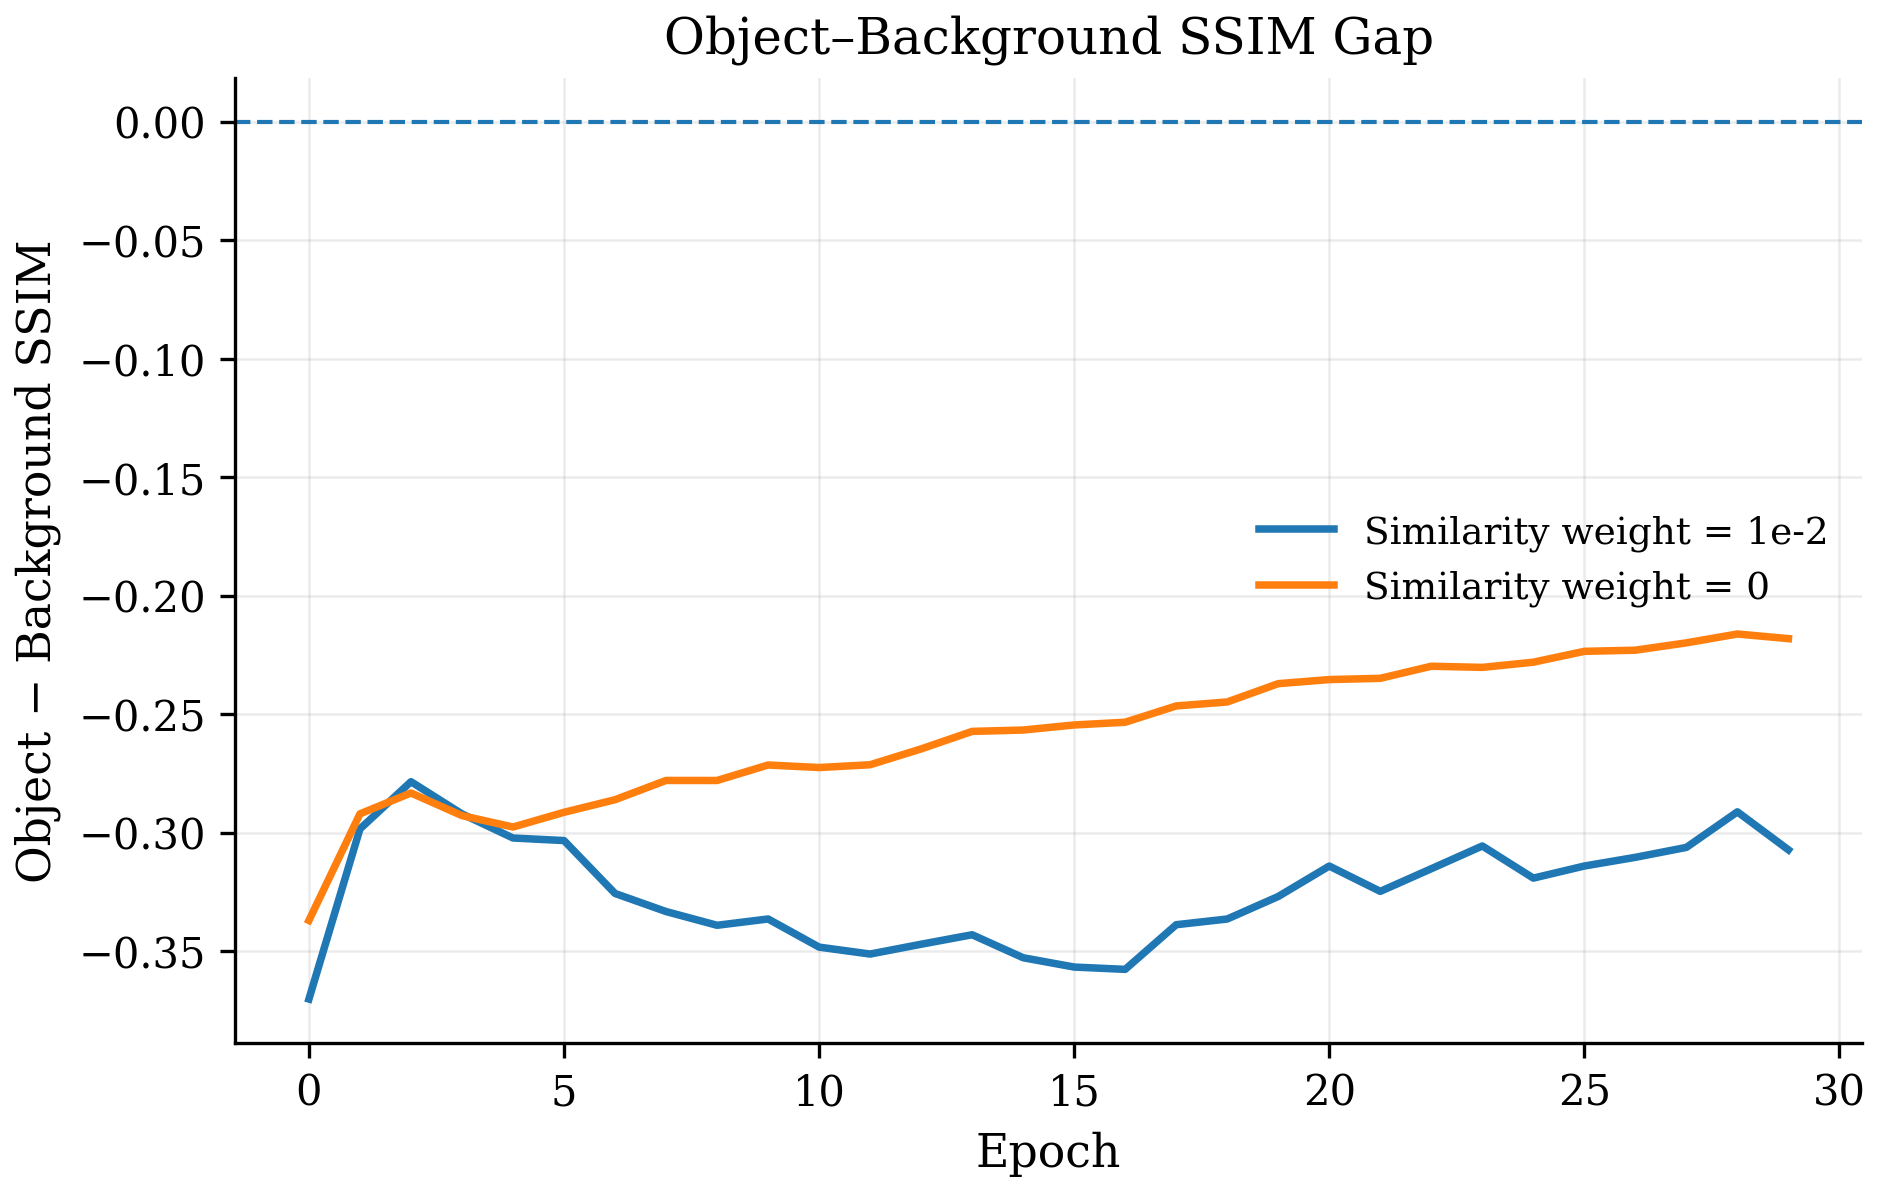 Object–Background SSIM Gap
Object − Background SSIM
0.00
−0.05
−0.10
−0.15
−0.20
−0.25
−0.30
−0.35
Similarity weight = 1e-2
Similarity weight = 0
0 5 10 15 20 25 30
Epoch